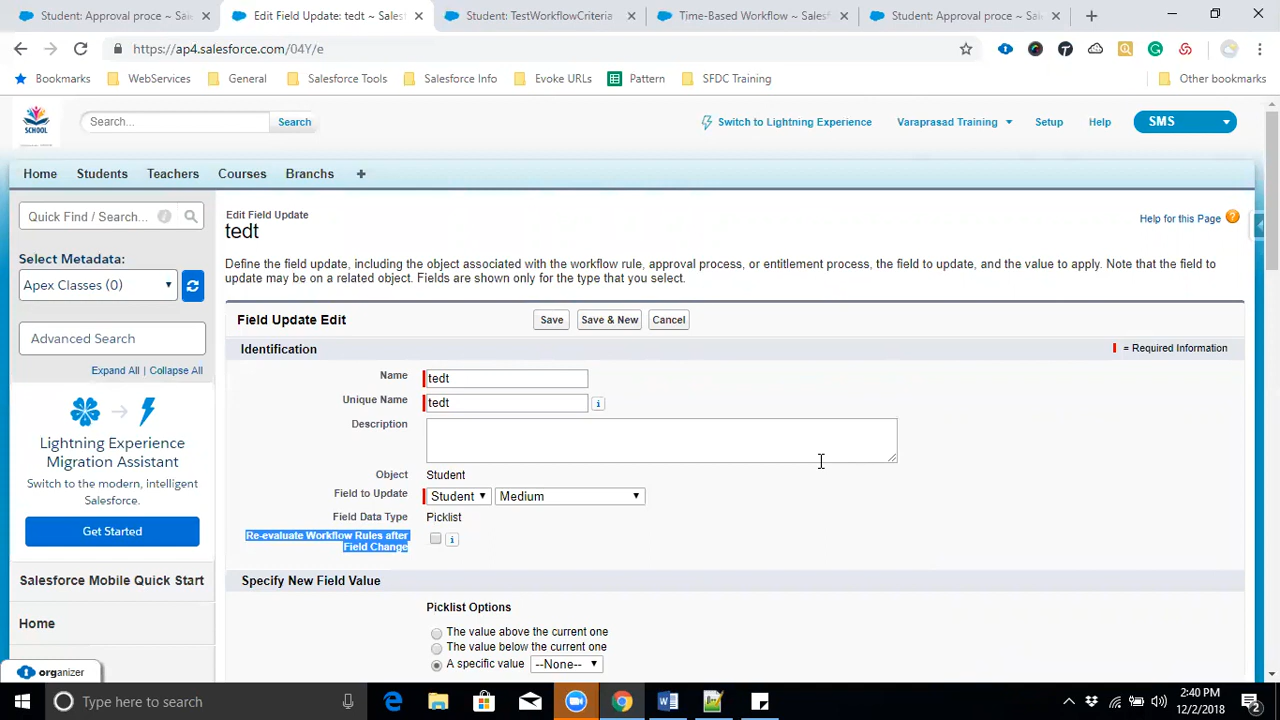 Student: Approval proce ~ Sale
Edit Field Update: tedt ~ Salesf
Student: TestWorkflowCriteria
Time-Based Workflow ~ Salesf
Student: Approval proce ~ Sale
https://ap4.salesforce.com/04Y/e
Bookmarks
WebServices
General
Salesforce Tools
Salesforce Info
Evoke URLs
Pattern
SFDC Training
Other bookmarks
SCHOOL
Search...
Search
Switch to Lightning Experience
Varaprasad Training
Setup
Help
SMS
Home
Students
Teachers
Courses
Branchs
+
Quick Find / Search...
Select Metadata:
Apex Classes (0)
Advanced Search
Expand All | Collapse All
Lightning Experience
Migration Assistant
Switch to the modern, intelligent
Salesforce.
Get Started
Salesforce Mobile Quick Start
Home
organizer
Edit Field Update
tedt
Help for this Page
Define the field update, including the object associated with the workflow rule, approval process, or entitlement process, the field to update, and the value to apply. Note that the field to
update may be on a related object. Fields are shown only for the type that you select.
Field Update Edit
Save
Save & New
Cancel
Identification
= Required Information
Name
tedt
Unique Name
tedt
Description
Object
Student
Field to Update
Student
Medium
Field Data Type
Picklist
Re-evaluate Workflow Rules after
Field Change
Specify New Field Value
Picklist Options
The value above the current one
The value below the current one
A specific value
--None--
Type here to search
2:40 PM
12/2/2018
2